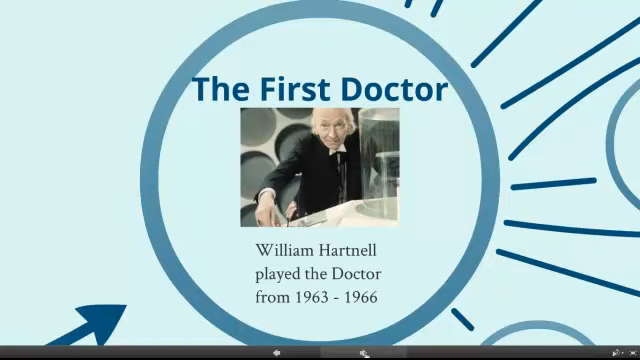 The First Doctor
William Hartnell
played the Doctor
from 1963 - 1966